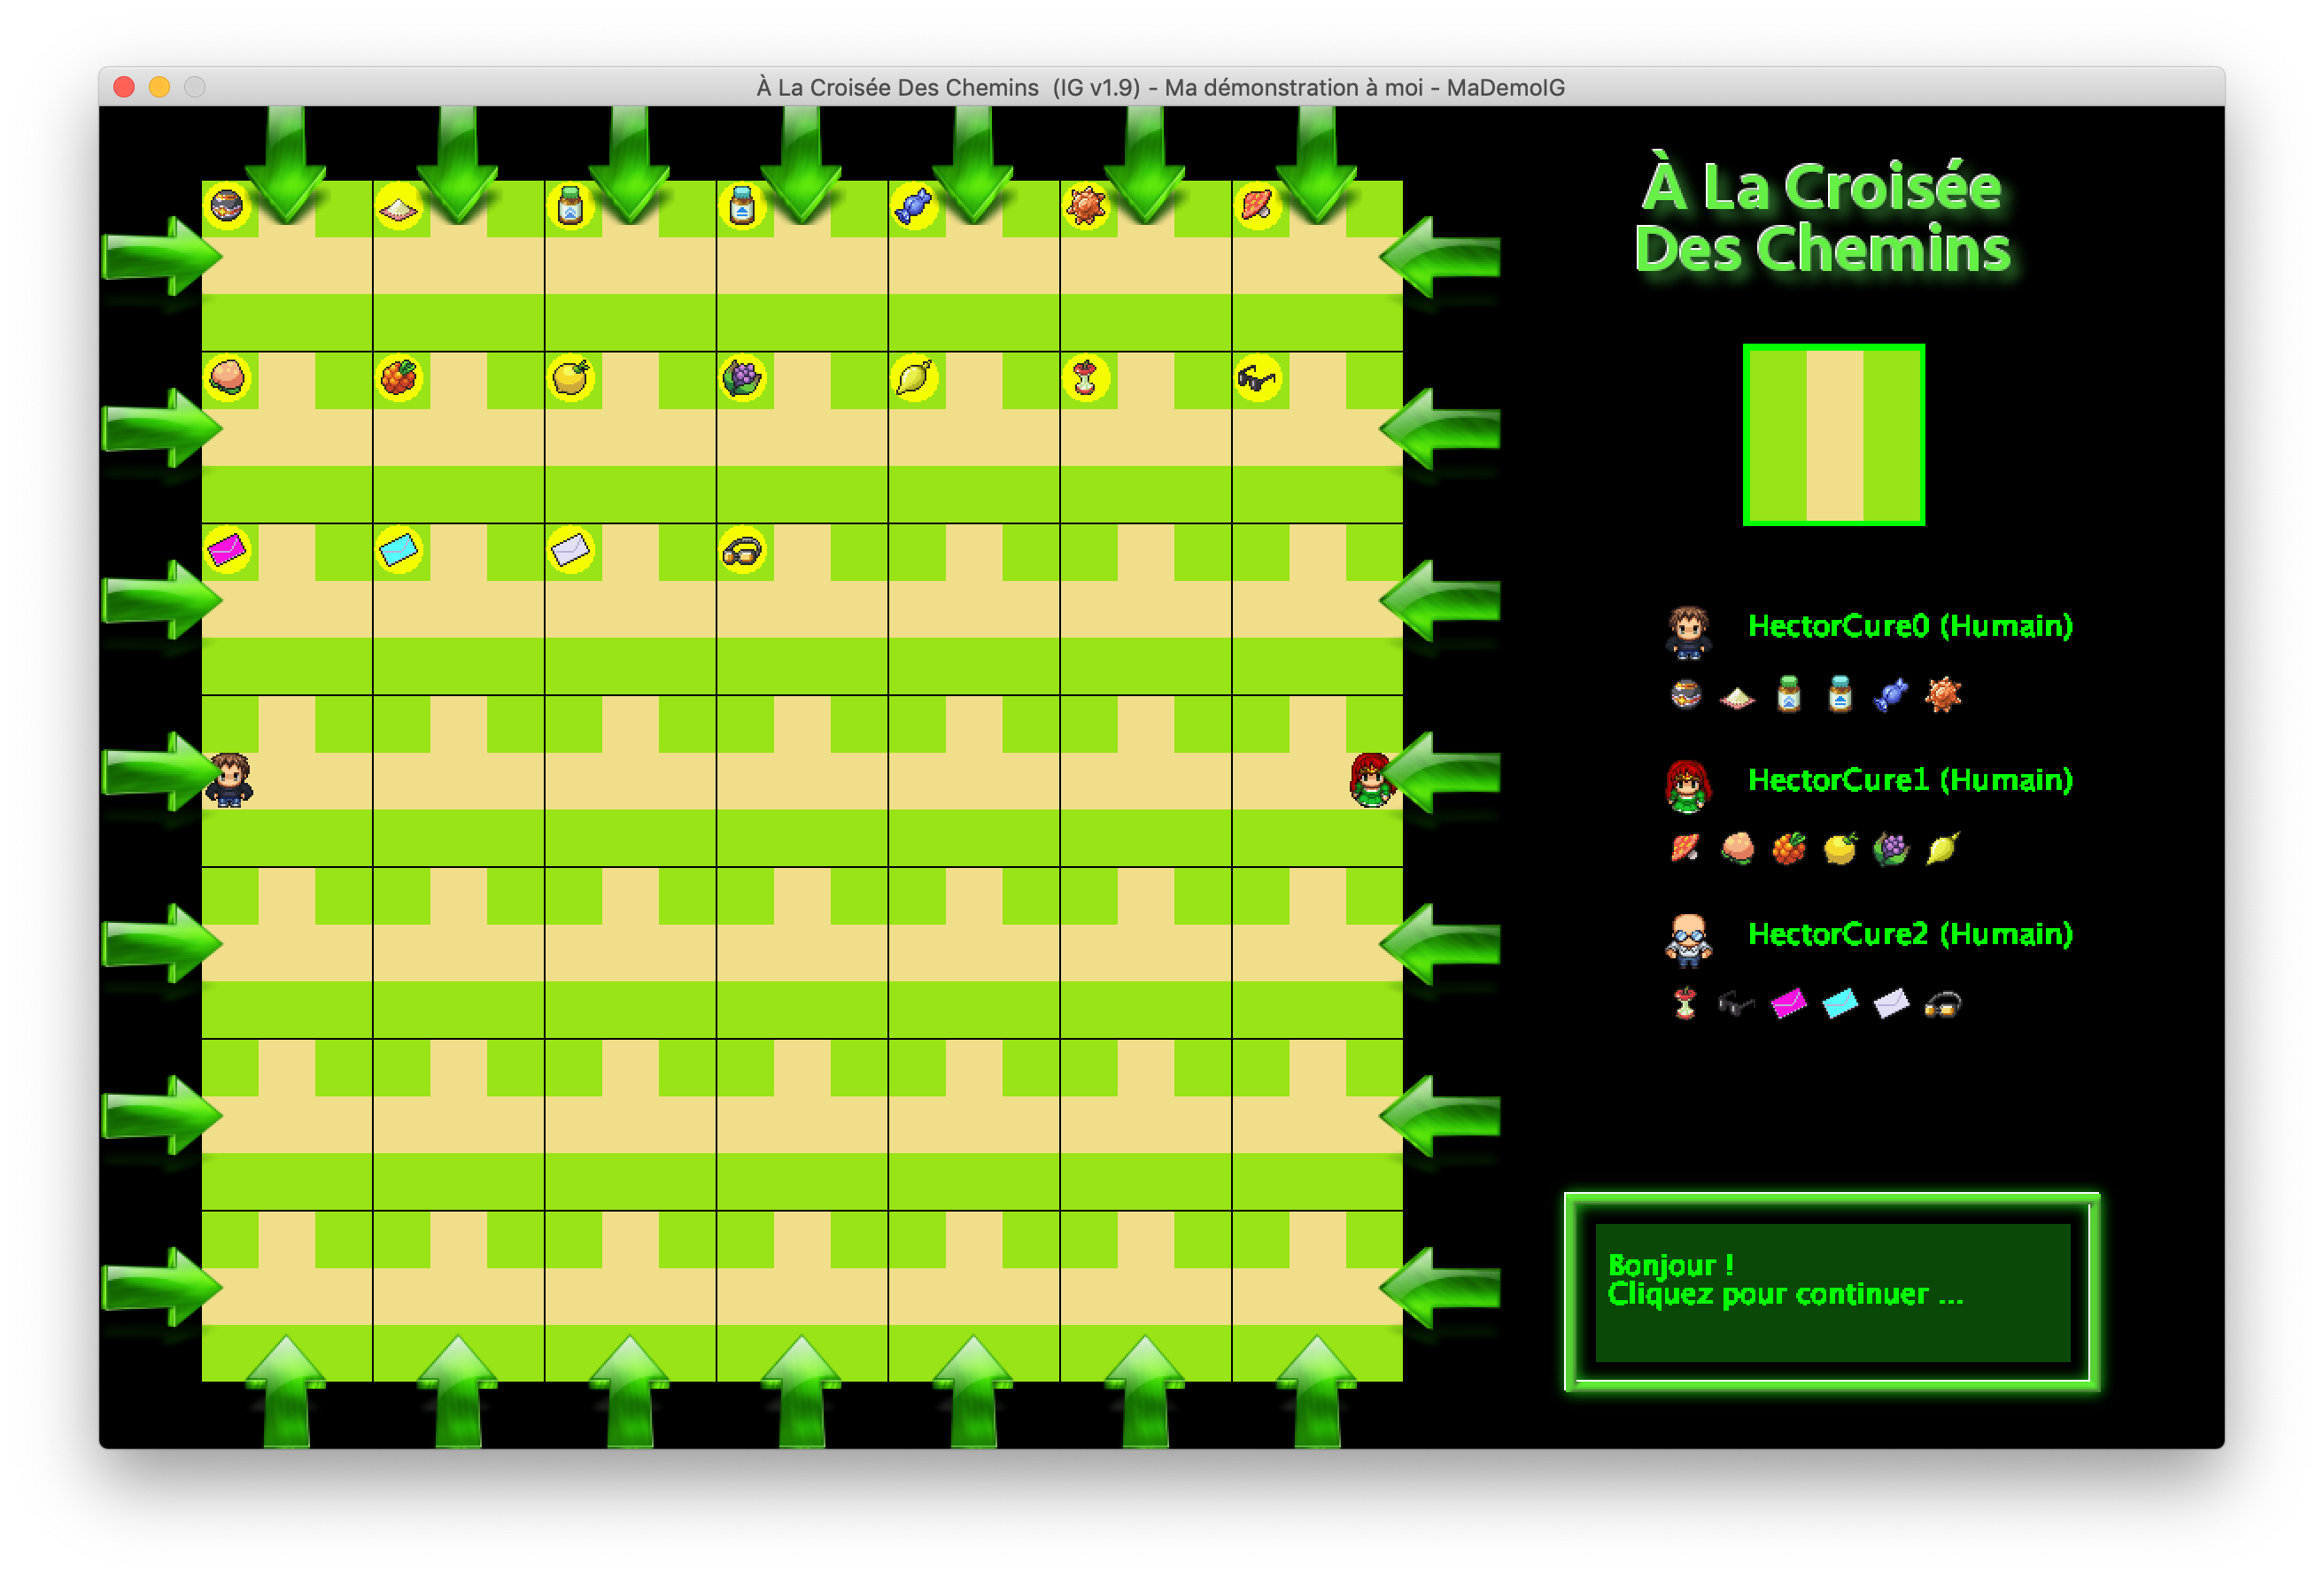 À La Croisée Des Chemins  (IG v1.9) - Ma démonstration à moi - MaDemoIG
À La Croisée
Des Chemins
HectorCure0 (Humain)
HectorCure1 (Humain)
HectorCure2 (Humain)
Bonjour !
Cliquez pour continuer ...